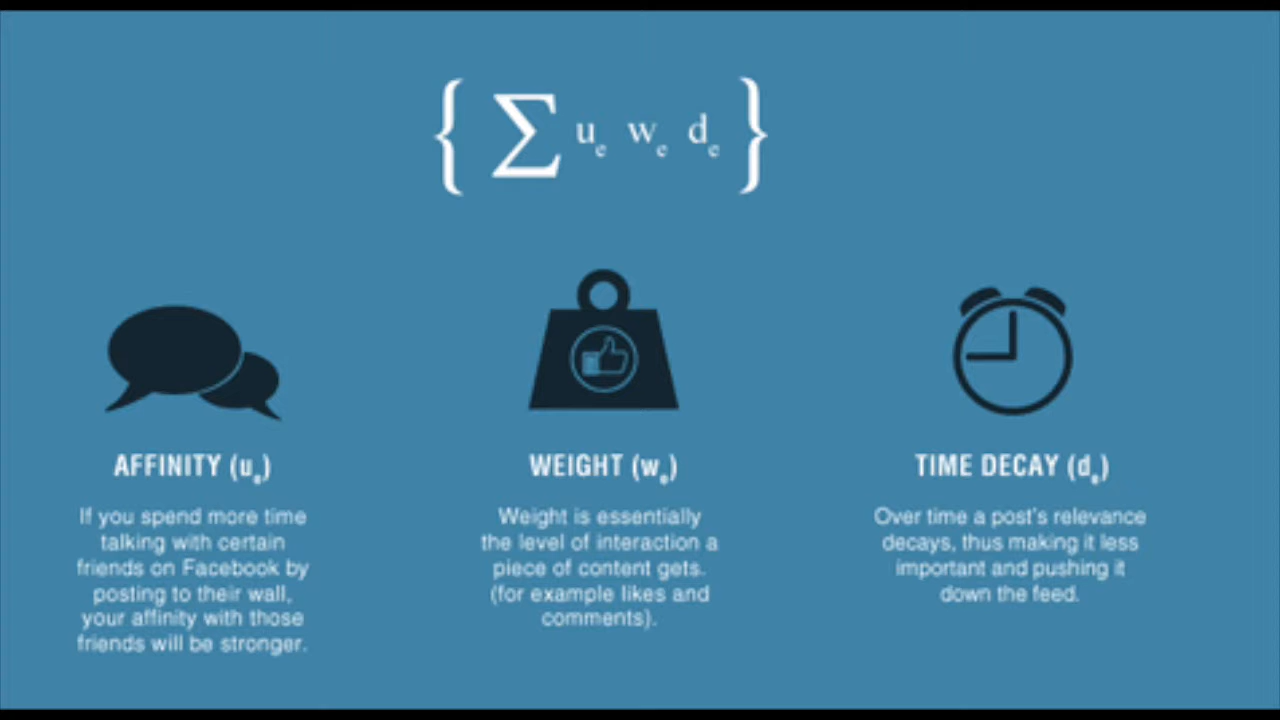 { ∑ uₑ wₑ dₑ }
AFFINITY (uₑ)
If you spend more time
talking with certain
friends on Facebook by
posting to their wall,
your affinity with those
friends will be stronger.
WEIGHT (wₑ)
Weight is essentially
the level of interaction a
piece of content gets.
(for example likes and
comments).
TIME DECAY (dₑ)
Over time a post's relevance
decays, thus making it less
important and pushing it
down the feed.